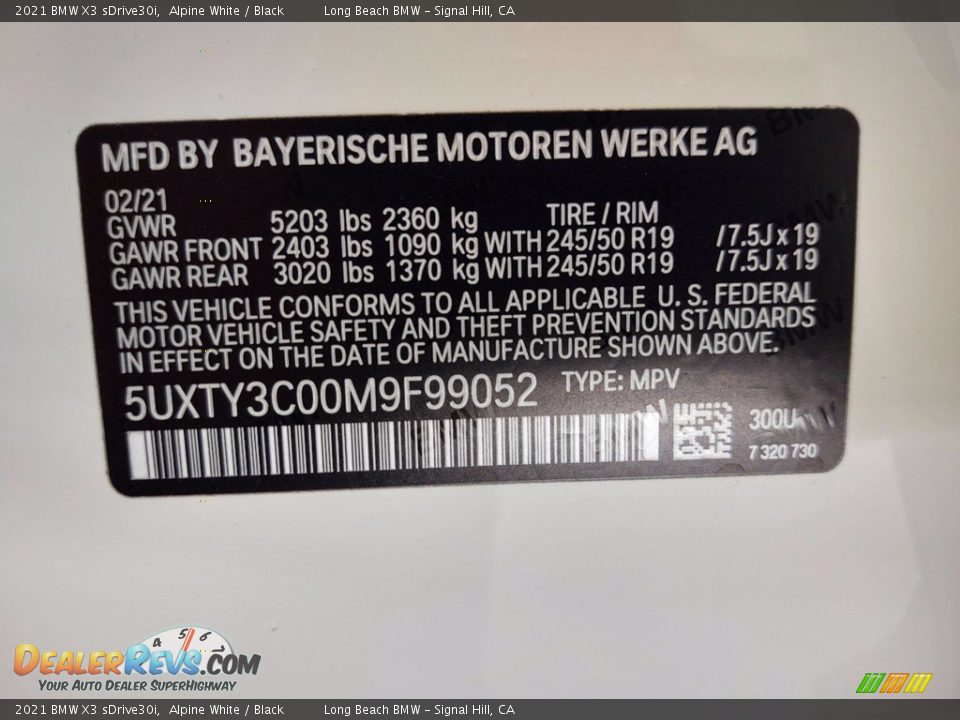 2021 BMW X3 sDrive30i, Alpine White / Black Long Beach BMW - Signal Hill, CA
MFD BY BAYERISCHE MOTOREN WERKE AG
02/21
GVWR 5203 lbs 2360 kg TIRE / RIM
GAWR FRONT 2403 lbs 1090 kg WITH 245/50 R19 /7.5J x 19
GAWR REAR 3020 lbs 1370 kg WITH 245/50 R19 /7.5J x 19
THIS VEHICLE CONFORMS TO ALL APPLICABLE U. S. FEDERAL
MOTOR VEHICLE SAFETY AND THEFT PREVENTION STANDARDS
IN EFFECT ON THE DATE OF MANUFACTURE SHOWN ABOVE.
5UXTY3C00M9F99052 TYPE: MPV
300U
7 320 730
4 5 6
DEALERREVS.COM
YOUR AUTO DEALER SUPERHIGHWAY
2021 BMW X3 sDrive30i, Alpine White / Black Long Beach BMW - Signal Hill, CA